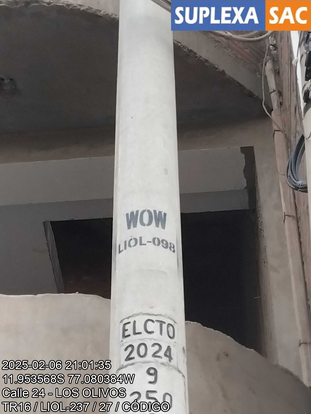 SUPLEXA SAC
WOW
LIOL-098
ELCTO
2024
9
250
2025-02-06 21:01:35
11.953568S 77.080384W
Calle 24 - LOS OLIVOS
TR16 / LIOL-237 / 27 / CÓDIGO